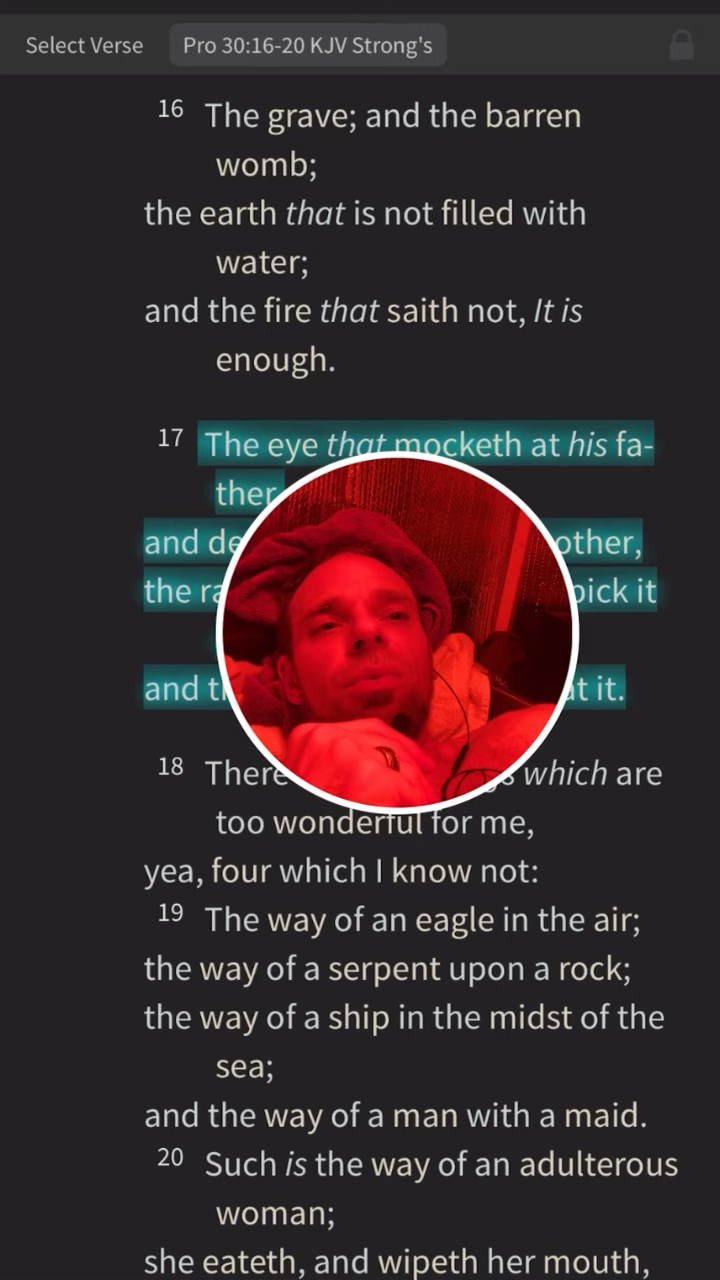 Select Verse Pro 30:16-20 KJV Strong's
16 The grave; and the barren
womb;
the earth that is not filled with
water;
and the fire that saith not, It is
enough.
17 The eye that mocketh at his fa-
ther
and other,
the pick it
and it.
18 There which are
too wonderful for me,
yea, four which I know not:
19 The way of an eagle in the air;
the way of a serpent upon a rock;
the way of a ship in the midst of the
sea;
and the way of a man with a maid.
20 Such is the way of an adulterous
woman;
she eateth, and wipeth her mouth,